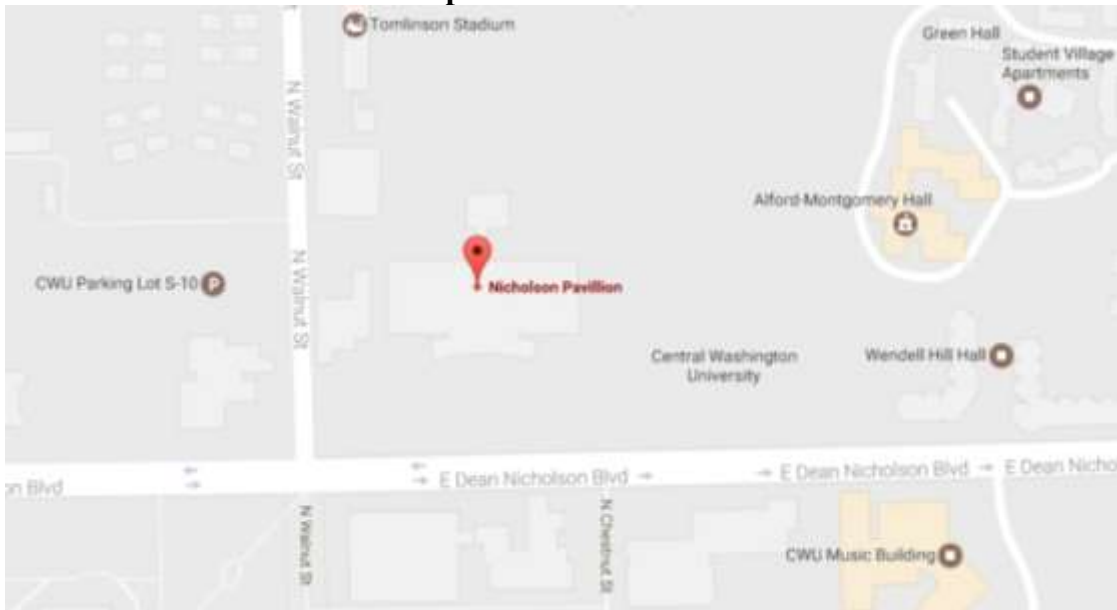 Tomlinson Stadium
Green Hall
Student Village
Apartments
N Walnut St
Alford-Montgomery Hall
N Walnut St
CWU Parking Lot S-10
P
Nicholson Pavillion
Central Washington
University
Wendell Hill Hall
on Blvd
E Dean Nicholson Blvd
E Dean Nicholson Blvd
E Dean Nicho
N Walnut St
N Chestnut St
CWU Music Building